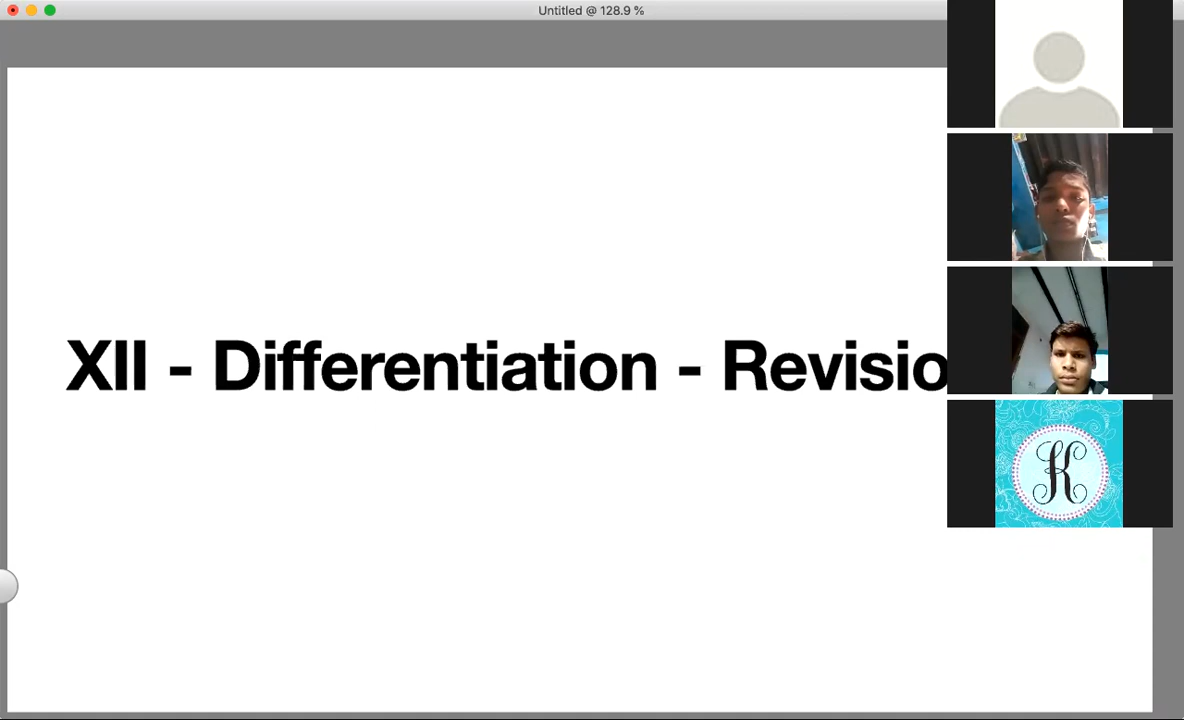 Untitled @ 128.9 %
XII - Differentiation - Revisio
K